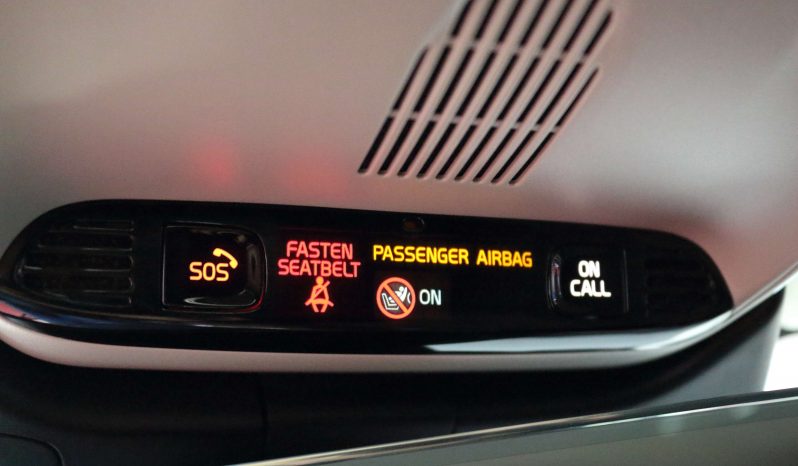 SOS
FASTEN
SEATBELT
PASSENGER AIRBAG
ON
ON
CALL